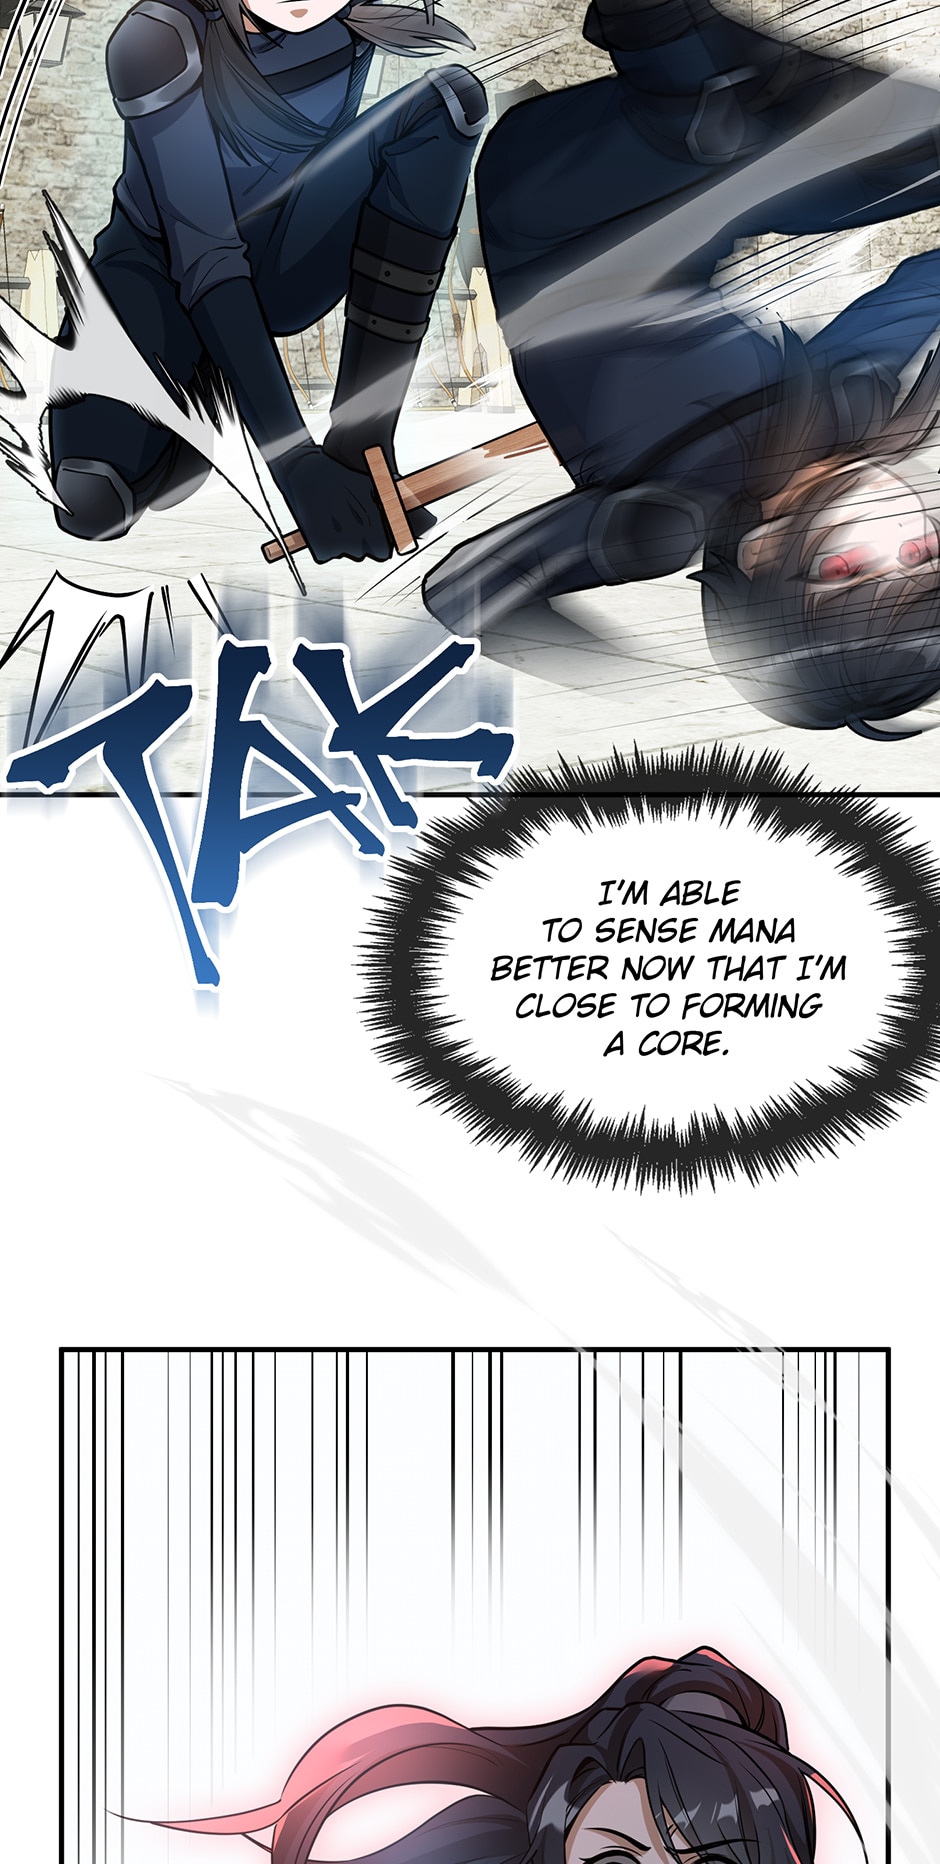 TAK
I'M ABLE
TO SENSE MANA
BETTER NOW THAT I'M
CLOSE TO FORMING
A CORE.